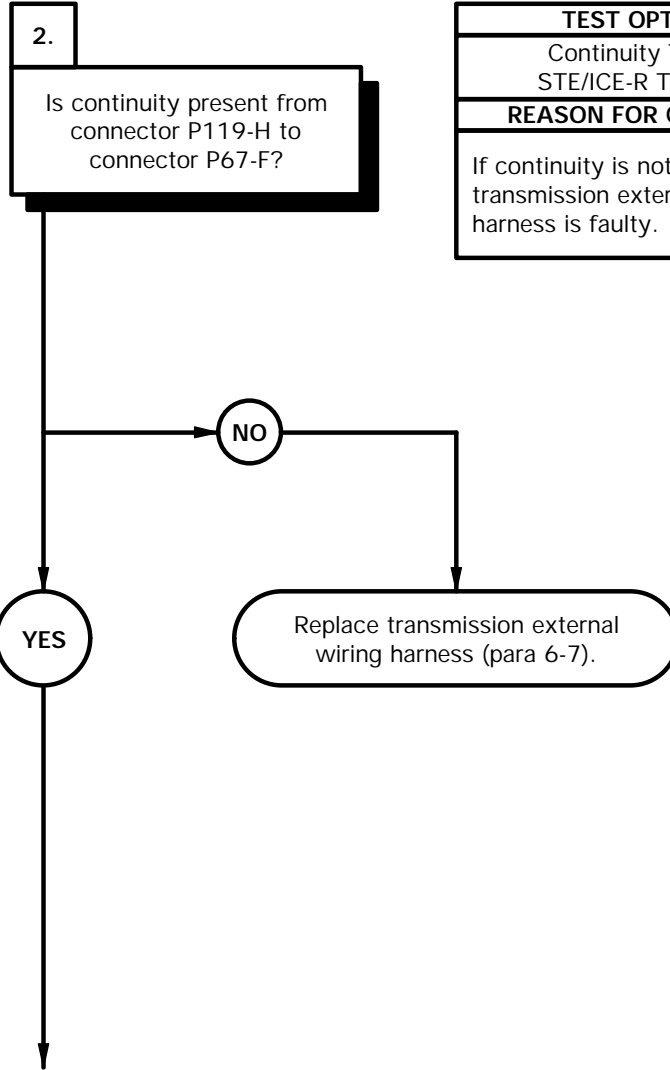 2.
Is continuity present from
connector P119-H to
connector P67-F?
TEST OPT
Continuity
STE/ICE-R T
REASON FOR
If continuity is not
transmission exter
harness is faulty.
NO
YES
Replace transmission external
wiring harness (para 6-7).